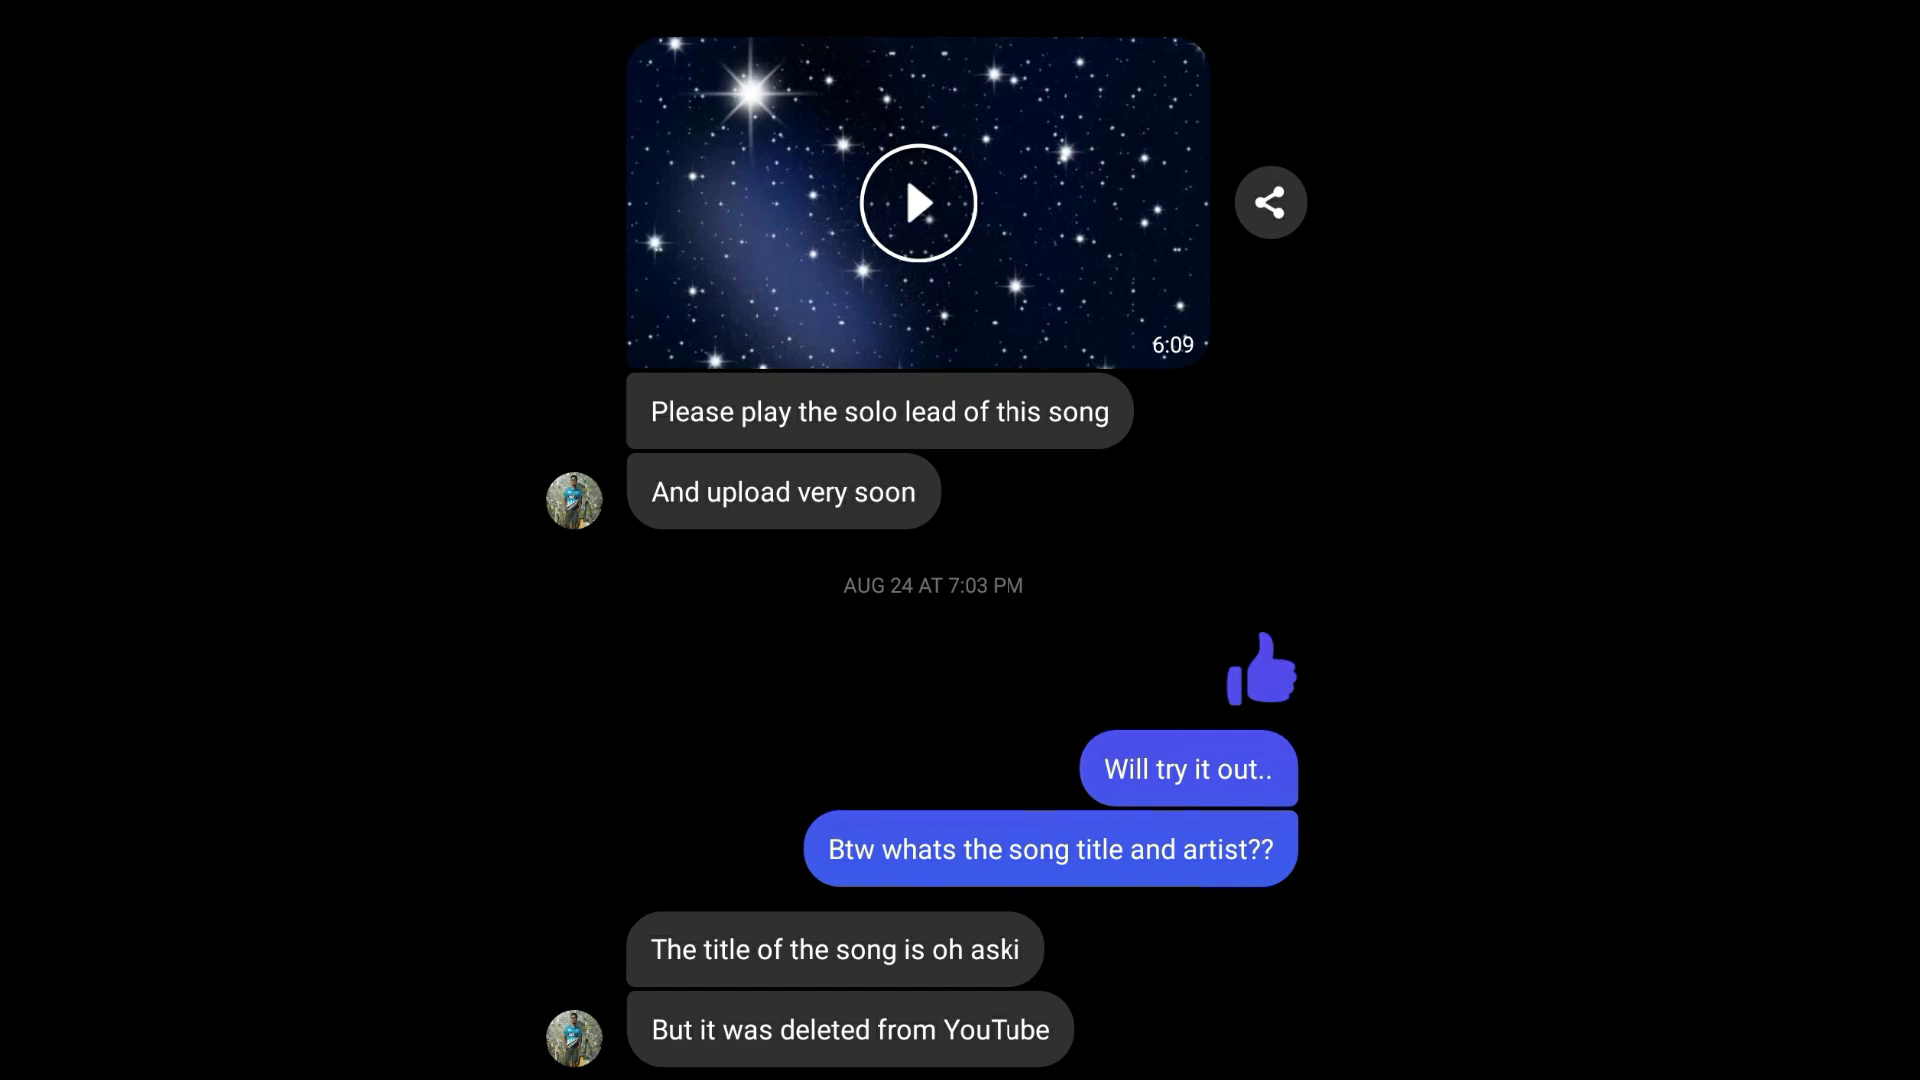 6:09
Please play the solo lead of this song
And upload very soon
AUG 24 AT 7:03 PM
Will try it out..
Btw whats the song title and artist??
The title of the song is oh aski
But it was deleted from YouTube